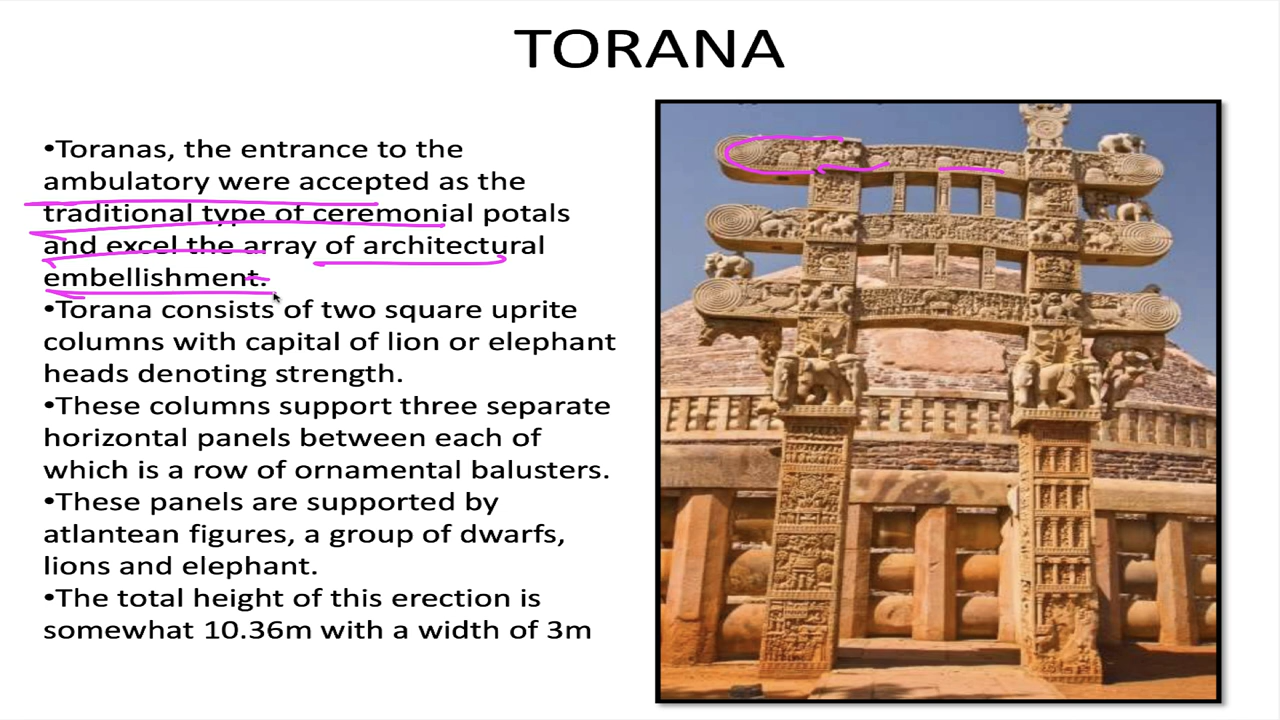 TORANA
•Toranas, the entrance to the
ambulatory were accepted as the
traditional type of ceremonial potals
and excel the array of architectural
embellishment.
•Torana consists of two square uprite
columns with capital of lion or elephant
heads denoting strength.
•These columns support three separate
horizontal panels between each of
which is a row of ornamental balusters.
•These panels are supported by
atlantean figures, a group of dwarfs,
lions and elephant.
•The total height of this erection is
somewhat 10.36m with a width of 3m